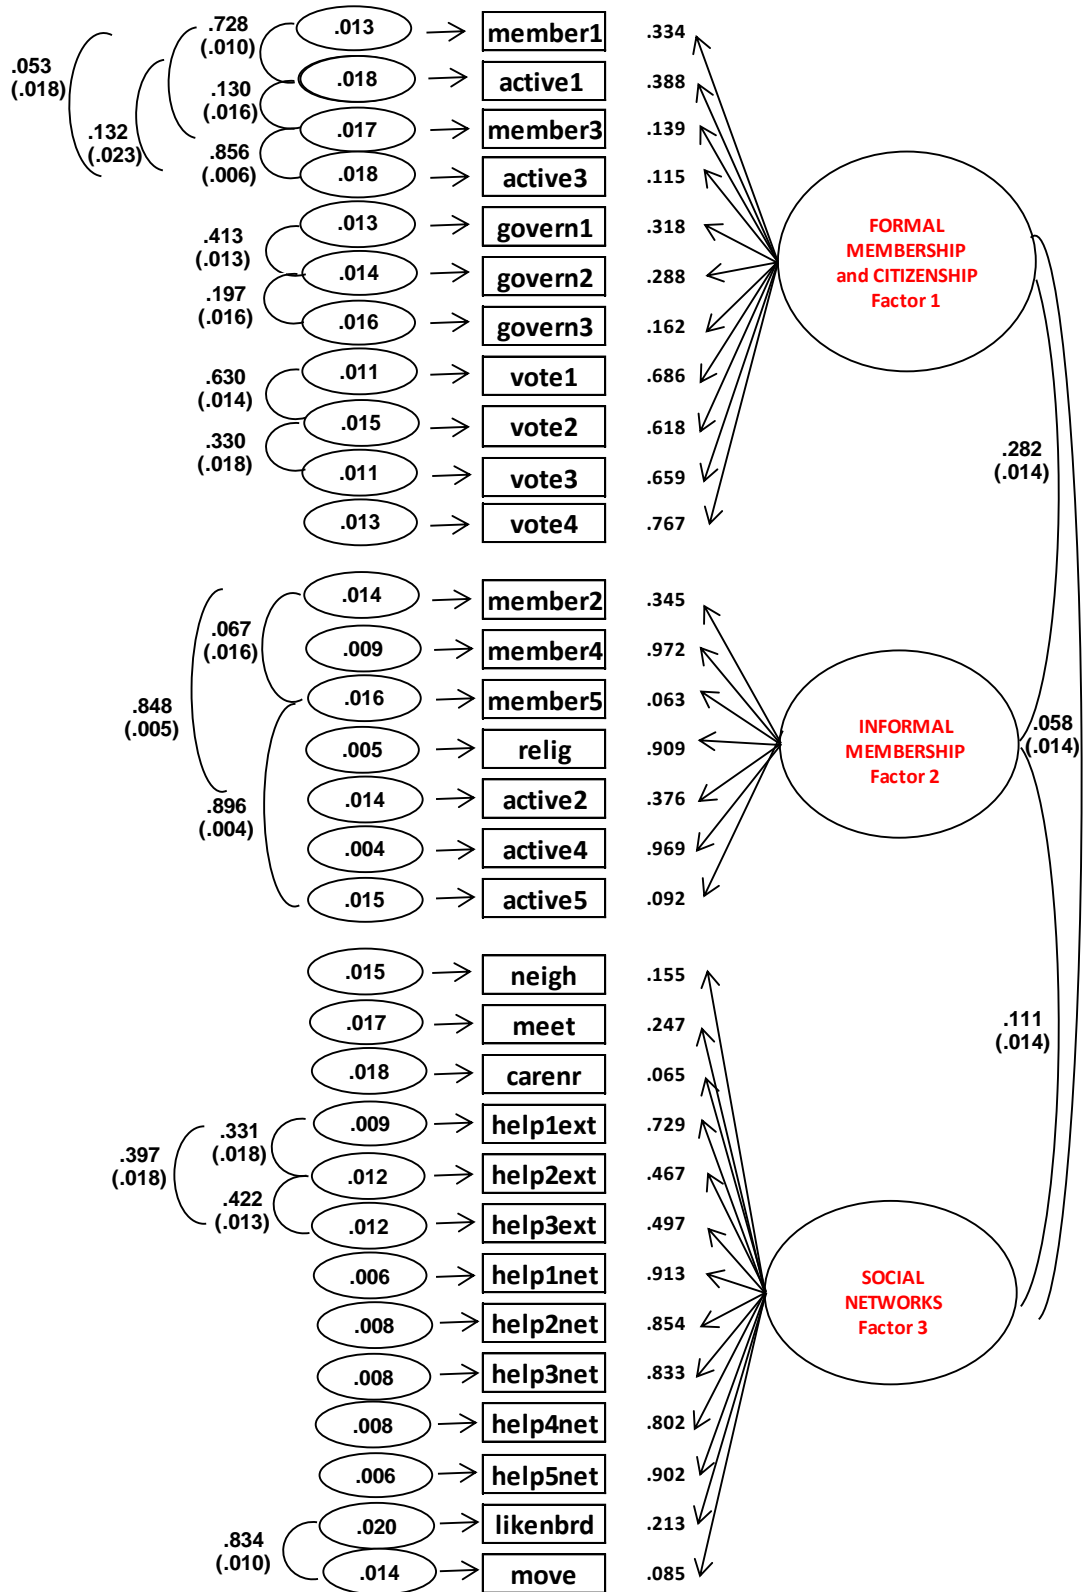 .728
(.010)
.013
member1
.334
.053
(.018)
.018
active1
.388
.130
(.016)
.132
(.023)
.017
member3
.139
.856
(.006)
.018
active3
.115
.413
(.013)
.013
govern1
.318
.014
govern2
.288
.197
(.016)
.016
govern3
.162
FORMAL
MEMBERSHIP
and CITIZENSHIP
Factor 1
.630
(.014)
.011
vote1
.686
.015
vote2
.618
.330
(.018)
.011
vote3
.659
.013
vote4
.767
.282
(.014)
.014
member2
.345
.067
(.016)
.009
member4
.972
.016
member5
.063
.848
(.005)
.005
relig
.909
.896
(.004)
.014
active2
.376
.004
active4
.969
.015
active5
.092
INFORMAL
MEMBERSHIP
Factor 2
.058
(.014)
.015
neigh
.155
.017
meet
.247
.111
(.014)
.018
carenr
.065
.331
(.018)
.009
help1ext
.729
.397
(.018)
.012
help2ext
.467
.422
(.013)
.012
help3ext
.497
.006
help1net
.913
.008
help2net
.854
.008
help3net
.833
.008
help4net
.802
.006
help5net
.902
SOCIAL
NETWORKS
Factor 3
.834
(.010)
.020
likenbrd
.213
.014
move
.085